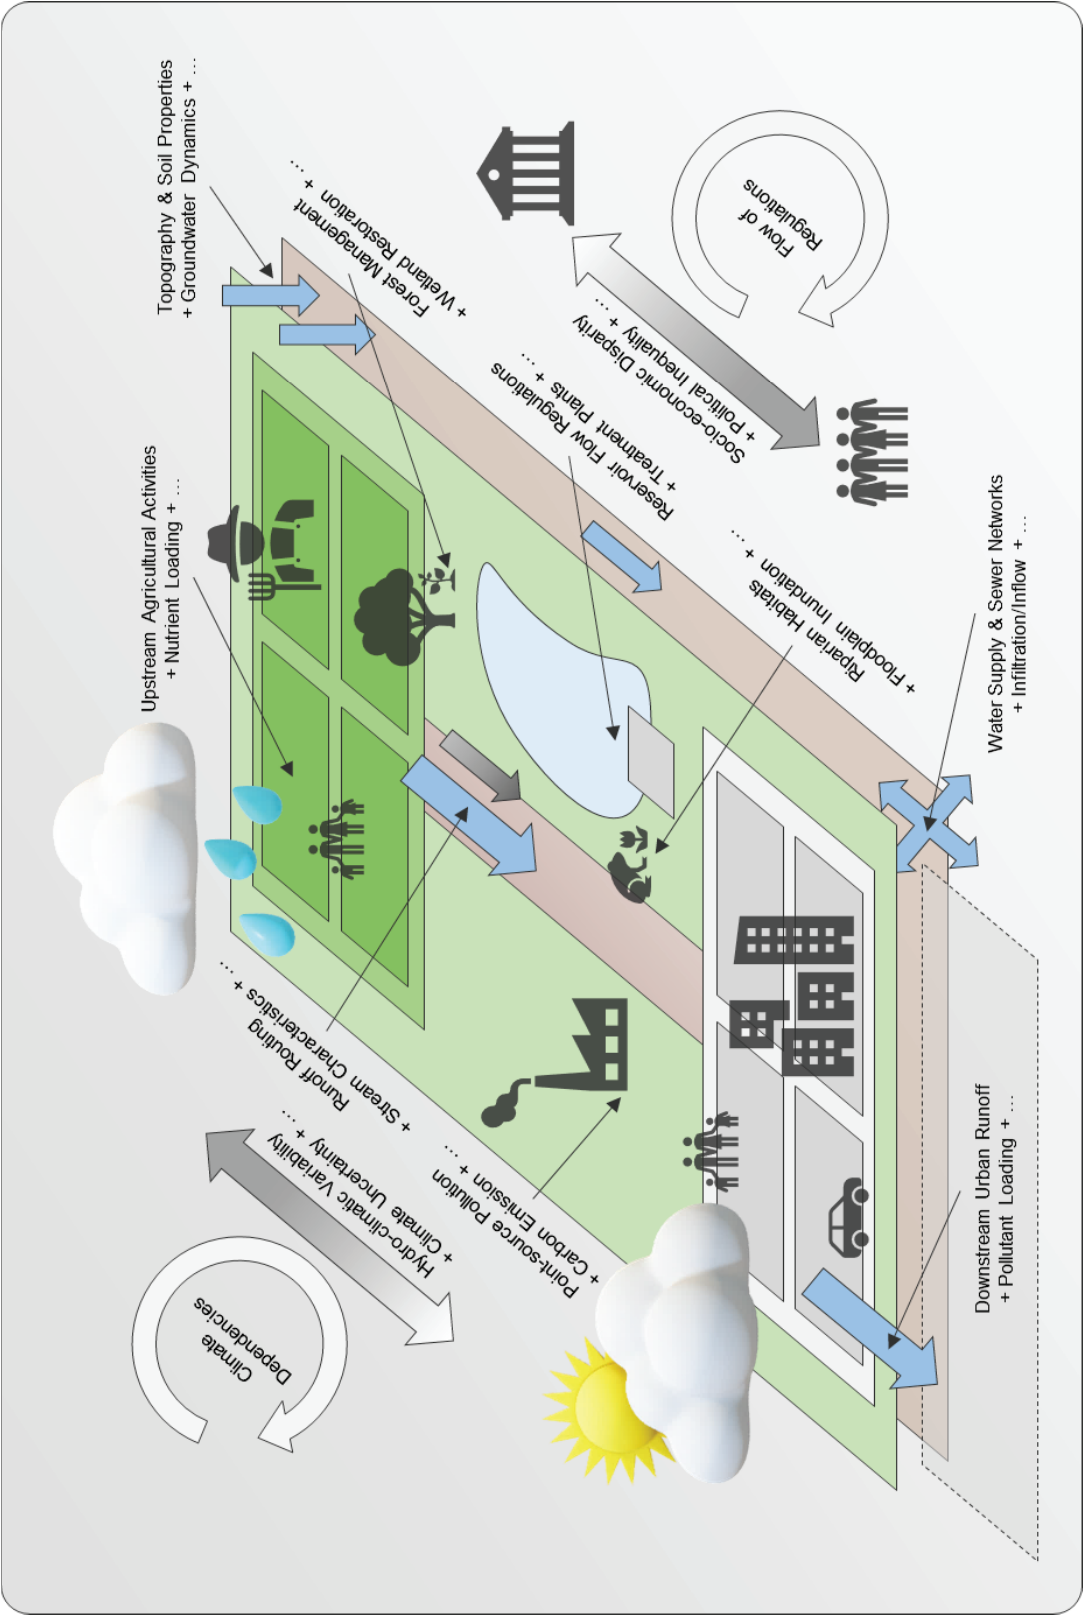 Topography & Soil Properties
+ Groundwater Dynamics + …
Forest Management
+ Wetland Restoration + …
Flow of
Regulations
Socio-economic Disparity
+ Political Inequality + …
Reservoir Flow Regulations
+ Treatment Plants + …
Upstream Agricultural Activities
+ Nutrient Loading + …
Riparian Habitats
+ Floodplain Inundation + …
Water Supply & Sewer Networks
+ Infiltration/Inflow + …
Runoff Routing
+ Stream Characteristics + …
Hydro-climatic Variability
+ Climate Uncertainty + …
Point-source Pollution
+ Carbon Emission + …
Climate
Dependencies
Downstream Urban Runoff
+ Pollutant Loading + …